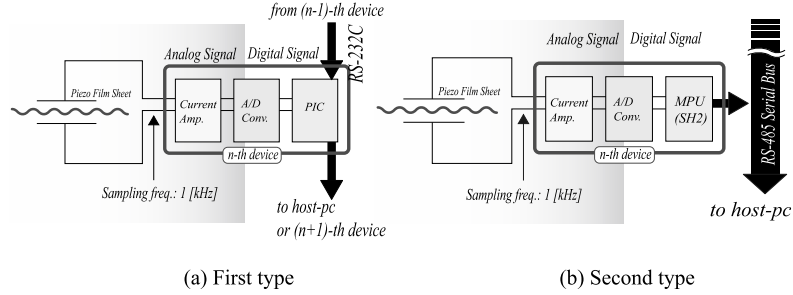 from (n-1)-th device
Analog Signal
Digital Signal
RS-232C
Piezo Film Sheet
Current
Amp.
A/D
Conv.
PIC
n-th device
Sampling freq.: 1 [kHz]
to host-pc
or (n+1)-th device
(a) First type
Analog Signal
Digital Signal
Piezo Film Sheet
Current
Amp.
A/D
Conv.
MPU
(SH2)
n-th device
Sampling freq.: 1 [kHz]
RS-485 Serial Bus
to host-pc
(b) Second type